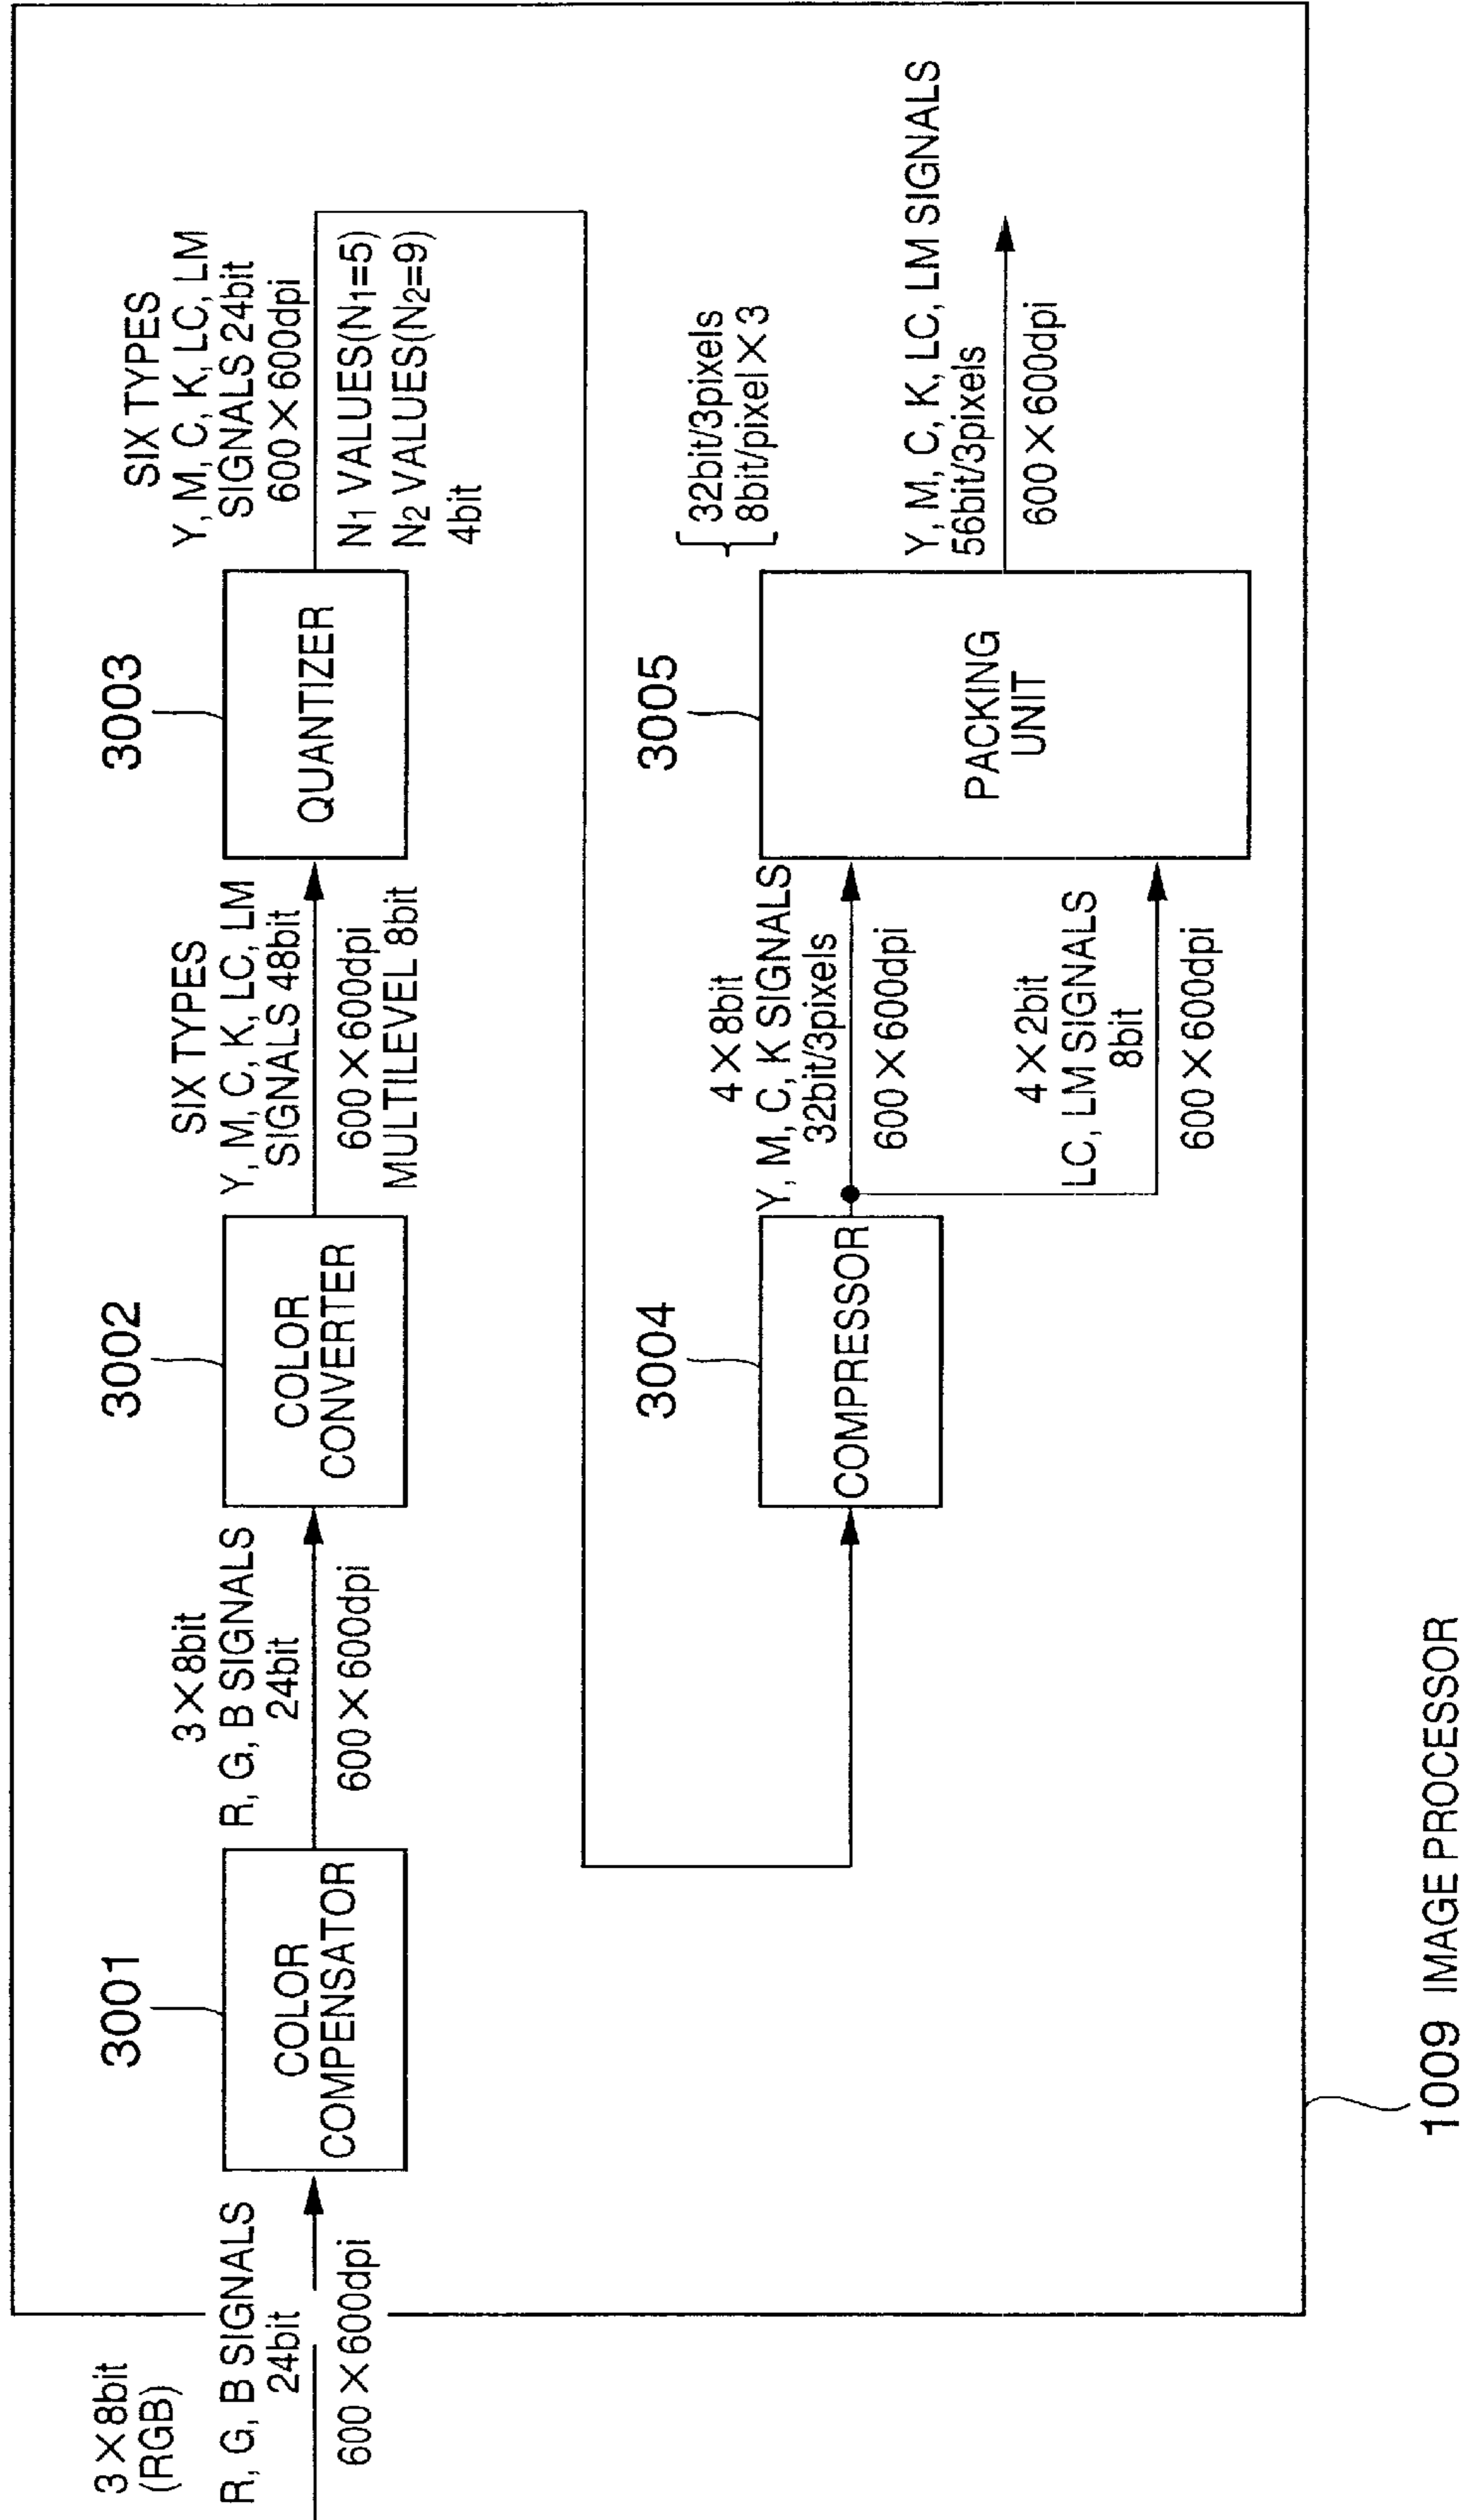 3×8bit
(RGB)
R, G, B SIGNALS
24bit
600×600dpi
3001
COLOR
COMPENSATOR
3×8bit
R, G, B SIGNALS
24bit
600×600dpi
3002
COLOR
CONVERTER
SIX TYPES
Y, M, C, K, LC, LM
SIGNALS 48bit
600×600dpi
MULTILEVEL 8bit
3003
QUANTIZER
SIX TYPES
Y, M, C, K, LC, LM
SIGNALS 24bit
600×600dpi
N1 VALUES(N1=5)
N2 VALUES(N2=9)
4bit
3004
COMPRESSOR
4×8bit
Y, M, C, K SIGNALS
32bit/3pixels
600×600dpi
4×2bit
LC, LM SIGNALS
8bit
600×600dpi
3005
PACKING
UNIT
32bit/3pixels
8bit/pixel×3
Y, M, C, K, LC, LM SIGNALS
56bit/3pixels
600×600dpi
1009 IMAGE PROCESSOR